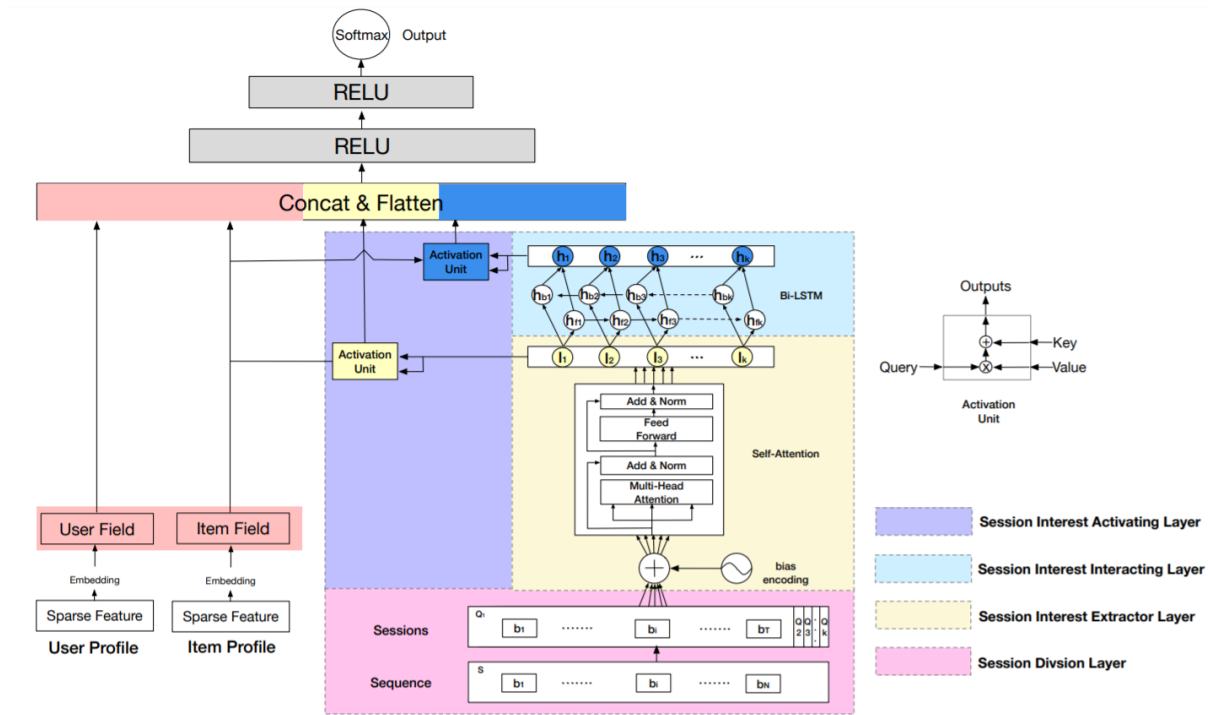 Softmax Output
RELU
RELU
Concat & Flatten
Activation
Unit
h1 h2 h3 ... hk
hb1 hb2 hb3 hbk
Bi-LSTM
hf1 hf2 hf3 hfk
Activation
Unit
I1 I2 I3 ... Ik
Outputs
Key
Query
Value
Activation
Unit
Add & Norm
Feed
Forward
Self-Attention
Add & Norm
Multi-Head
Attention
User Field Item Field
Embedding Embedding
Sparse Feature Sparse Feature
User Profile Item Profile
bias
encoding
Sessions
Q1
b1 ....... bi ....... bT
Q2 Q3 ... Qk
Sequence
S
b1 ....... bi ....... bN
Session Interest Activating Layer
Session Interest Interacting Layer
Session Interest Extractor Layer
Session Divsion Layer